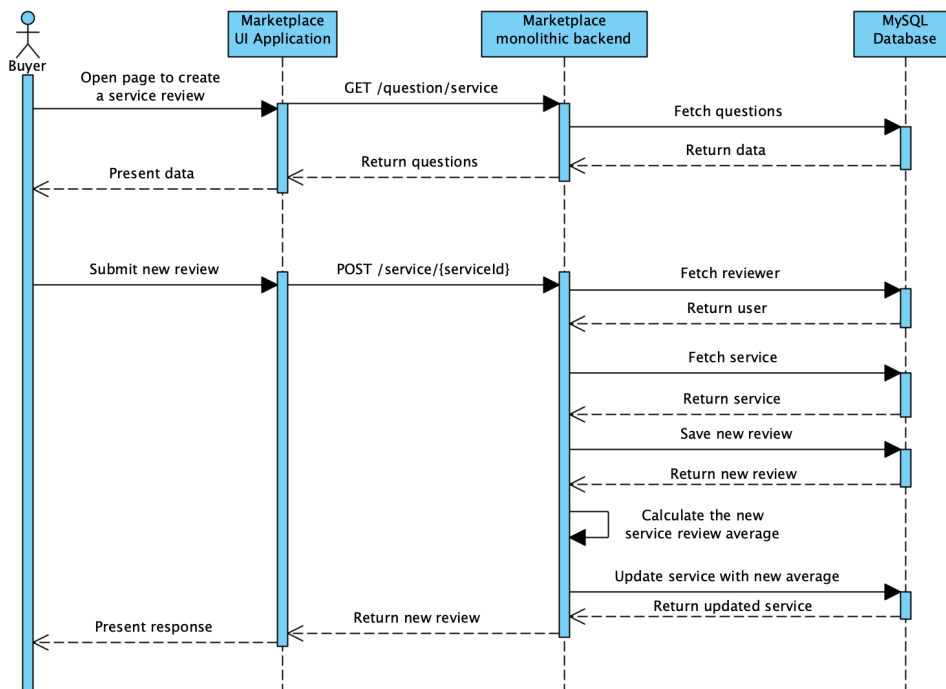 Marketplace
UI Application
Marketplace
monolithic backend
MySQL
Database
Buyer
Open page to create
a service review
GET /question/service
Fetch questions
Return data
Return questions
Present data
Submit new review
POST /service/{serviceId}
Fetch reviewer
Return user
Fetch service
Return service
Save new review
Return new review
Calculate the new
service review average
Update service with new average
Return updated service
Return new review
Present response